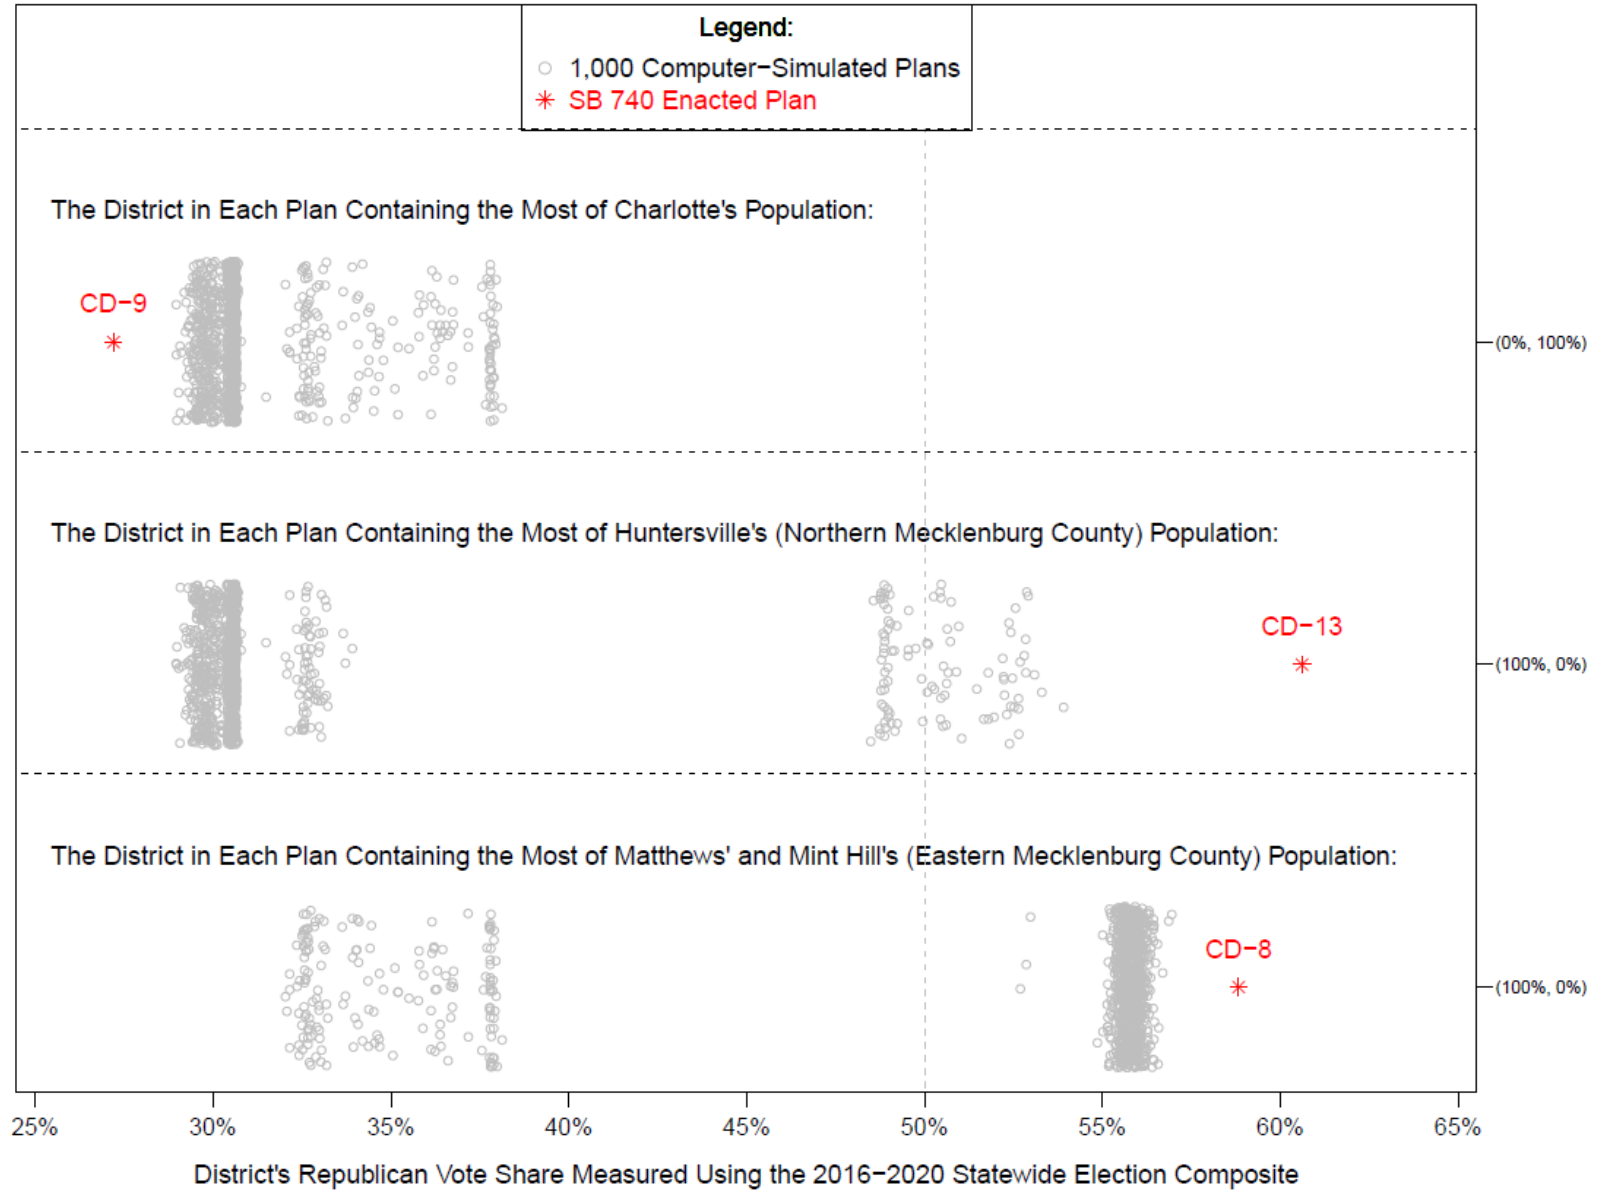 Legend:
1,000 Computer−Simulated Plans
SB 740 Enacted Plan
The District in Each Plan Containing the Most of Charlotte's Population:
CD−9
(0%, 100%)
The District in Each Plan Containing the Most of Huntersville's (Northern Mecklenburg County) Population:
CD−13
(100%, 0%)
The District in Each Plan Containing the Most of Matthews' and Mint Hill's (Eastern Mecklenburg County) Population:
CD−8
(100%, 0%)
25% 30% 35% 40% 45% 50% 55% 60% 65%
District's Republican Vote Share Measured Using the 2016−2020 Statewide Election Composite